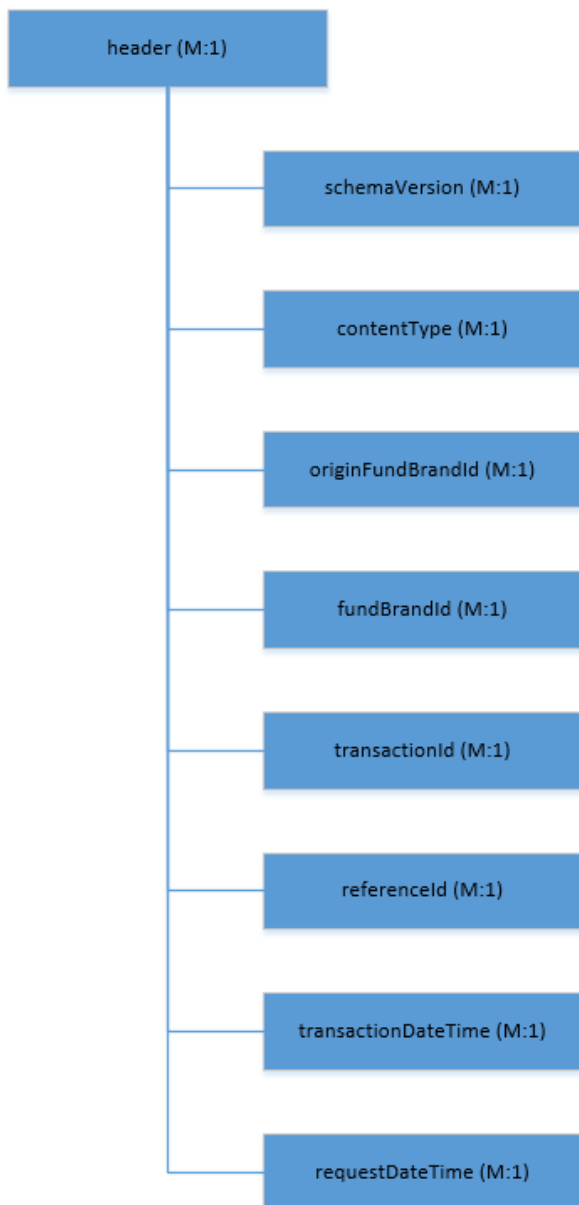 header (M:1)
schemaVersion (M:1)
contentType (M:1)
originFundBrandId (M:1)
fundBrandId (M:1)
transactionId (M:1)
referenceId (M:1)
transactionDateTime (M:1)
requestDateTime (M:1)